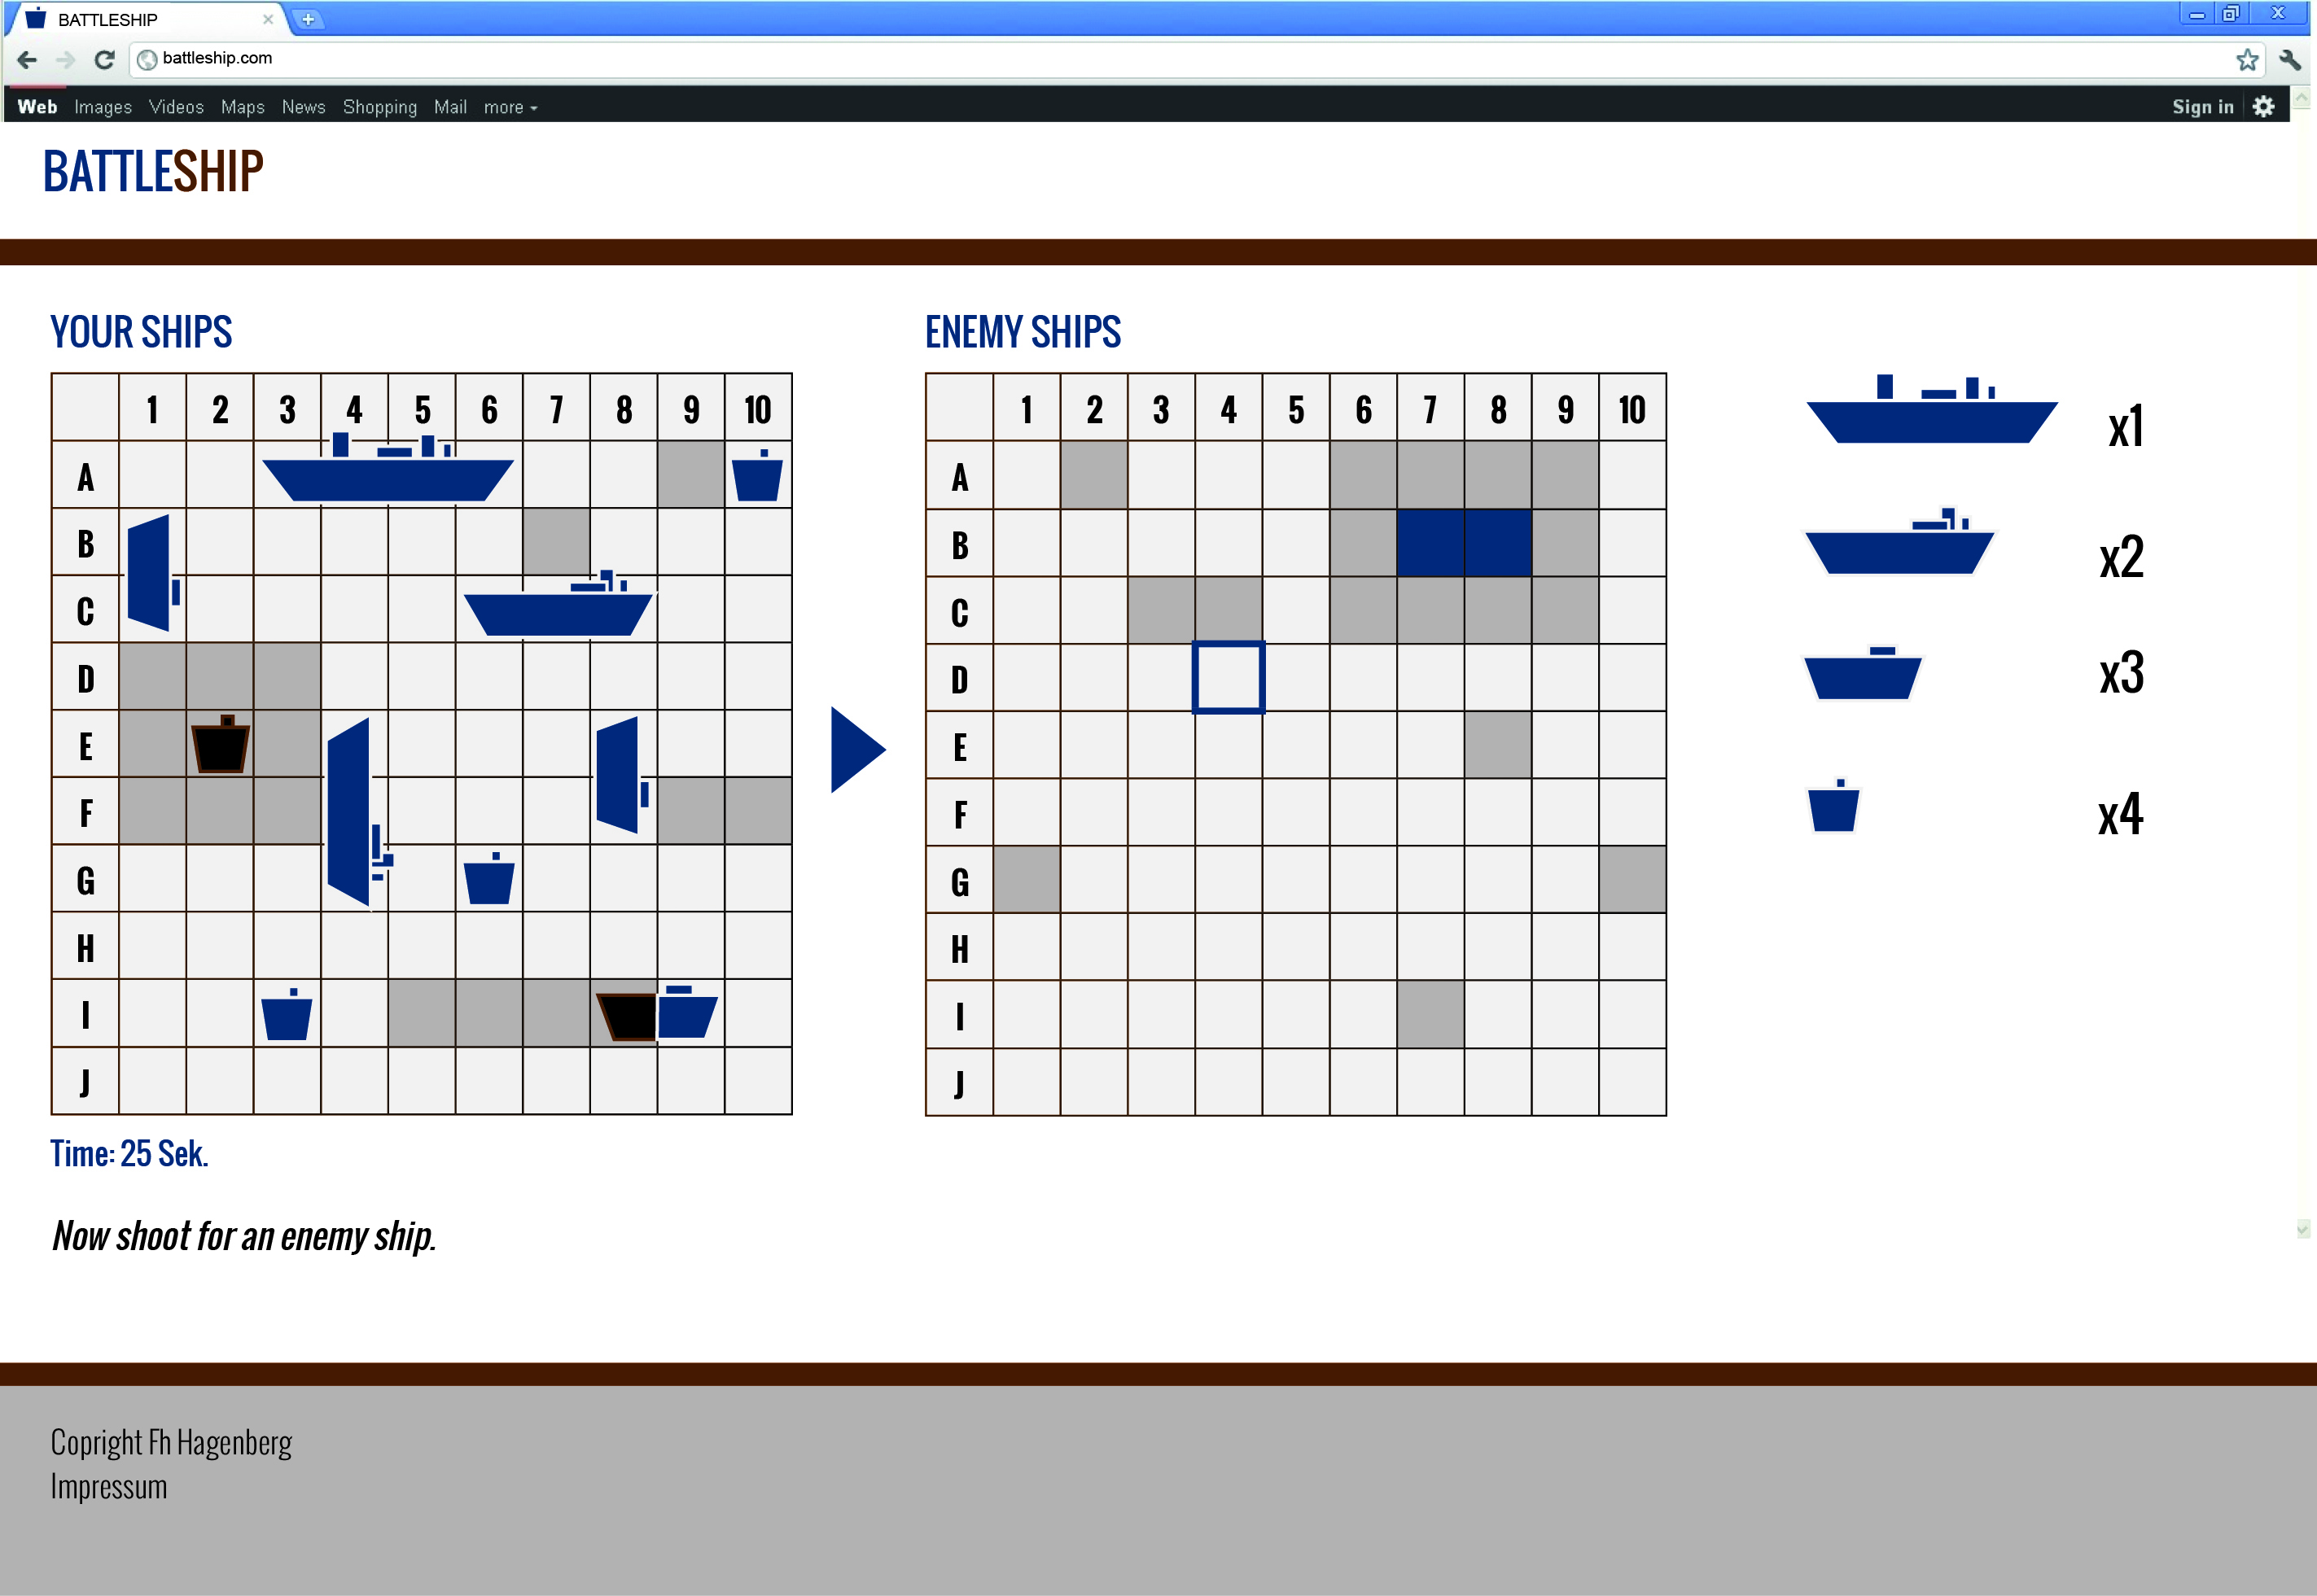 BATTLESHIP
battleship.com
Web Images Videos Maps News Shopping Mail more Sign in
BATTLESHIP
YOUR SHIPS
1 2 3 4 5 6 7 8 9 10
A
B
C
D
E
F
G
H
I
J
Time: 25 Sek.
Now shoot for an enemy ship.
ENEMY SHIPS
1 2 3 4 5 6 7 8 9 10
A
B
C
D
E
F
G
H
I
J
x1
x2
x3
x4
Copright Fh Hagenberg
Impressum